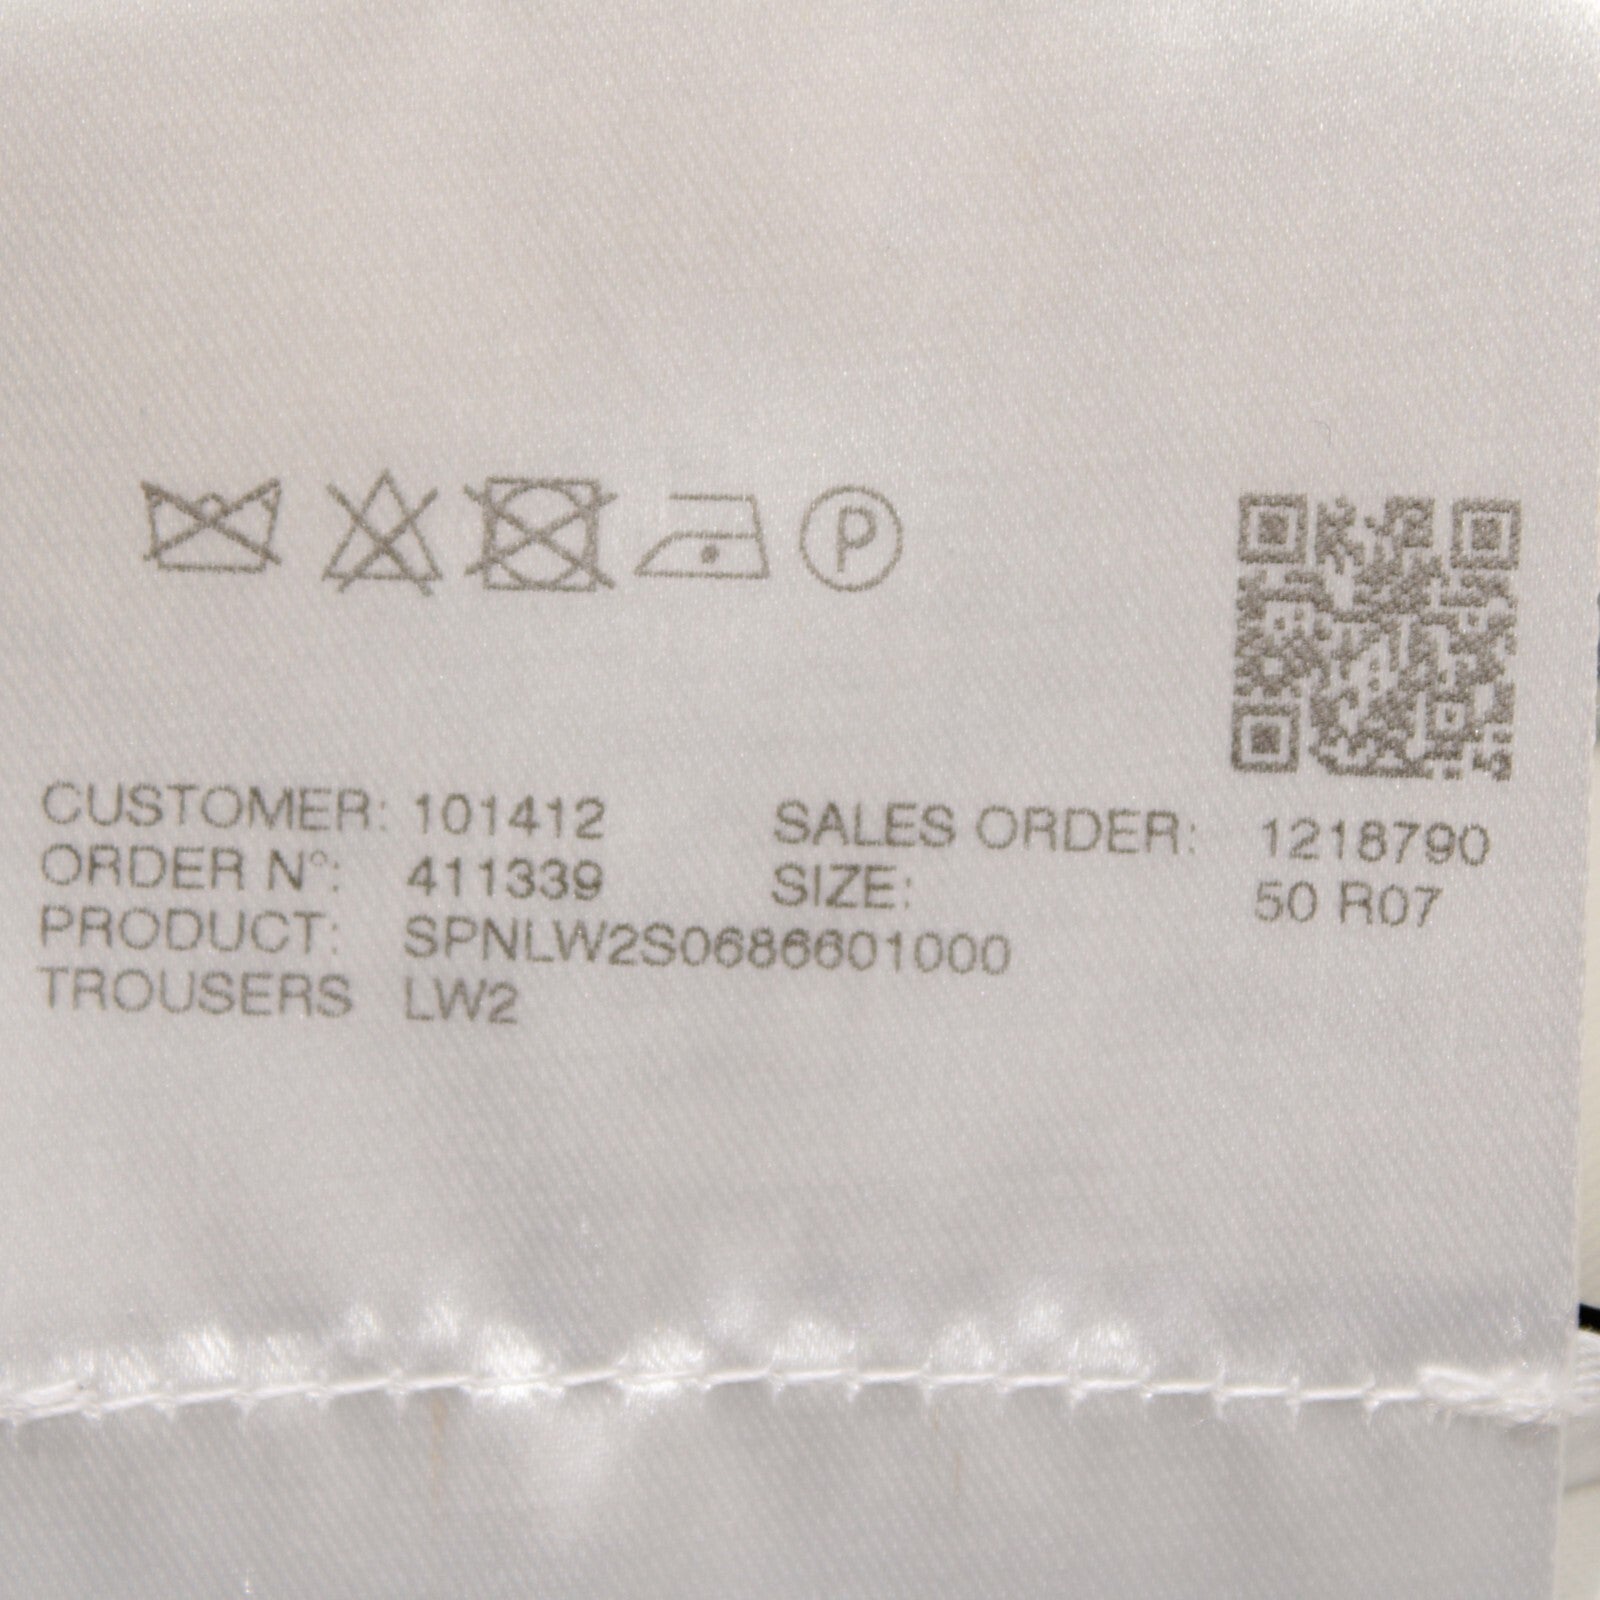 P
CUSTOMER: 101412 SALES ORDER: 1218790
ORDER N°: 411339 SIZE: 50 R07
PRODUCT: SPNLW2S0686601000
TROUSERS LW2